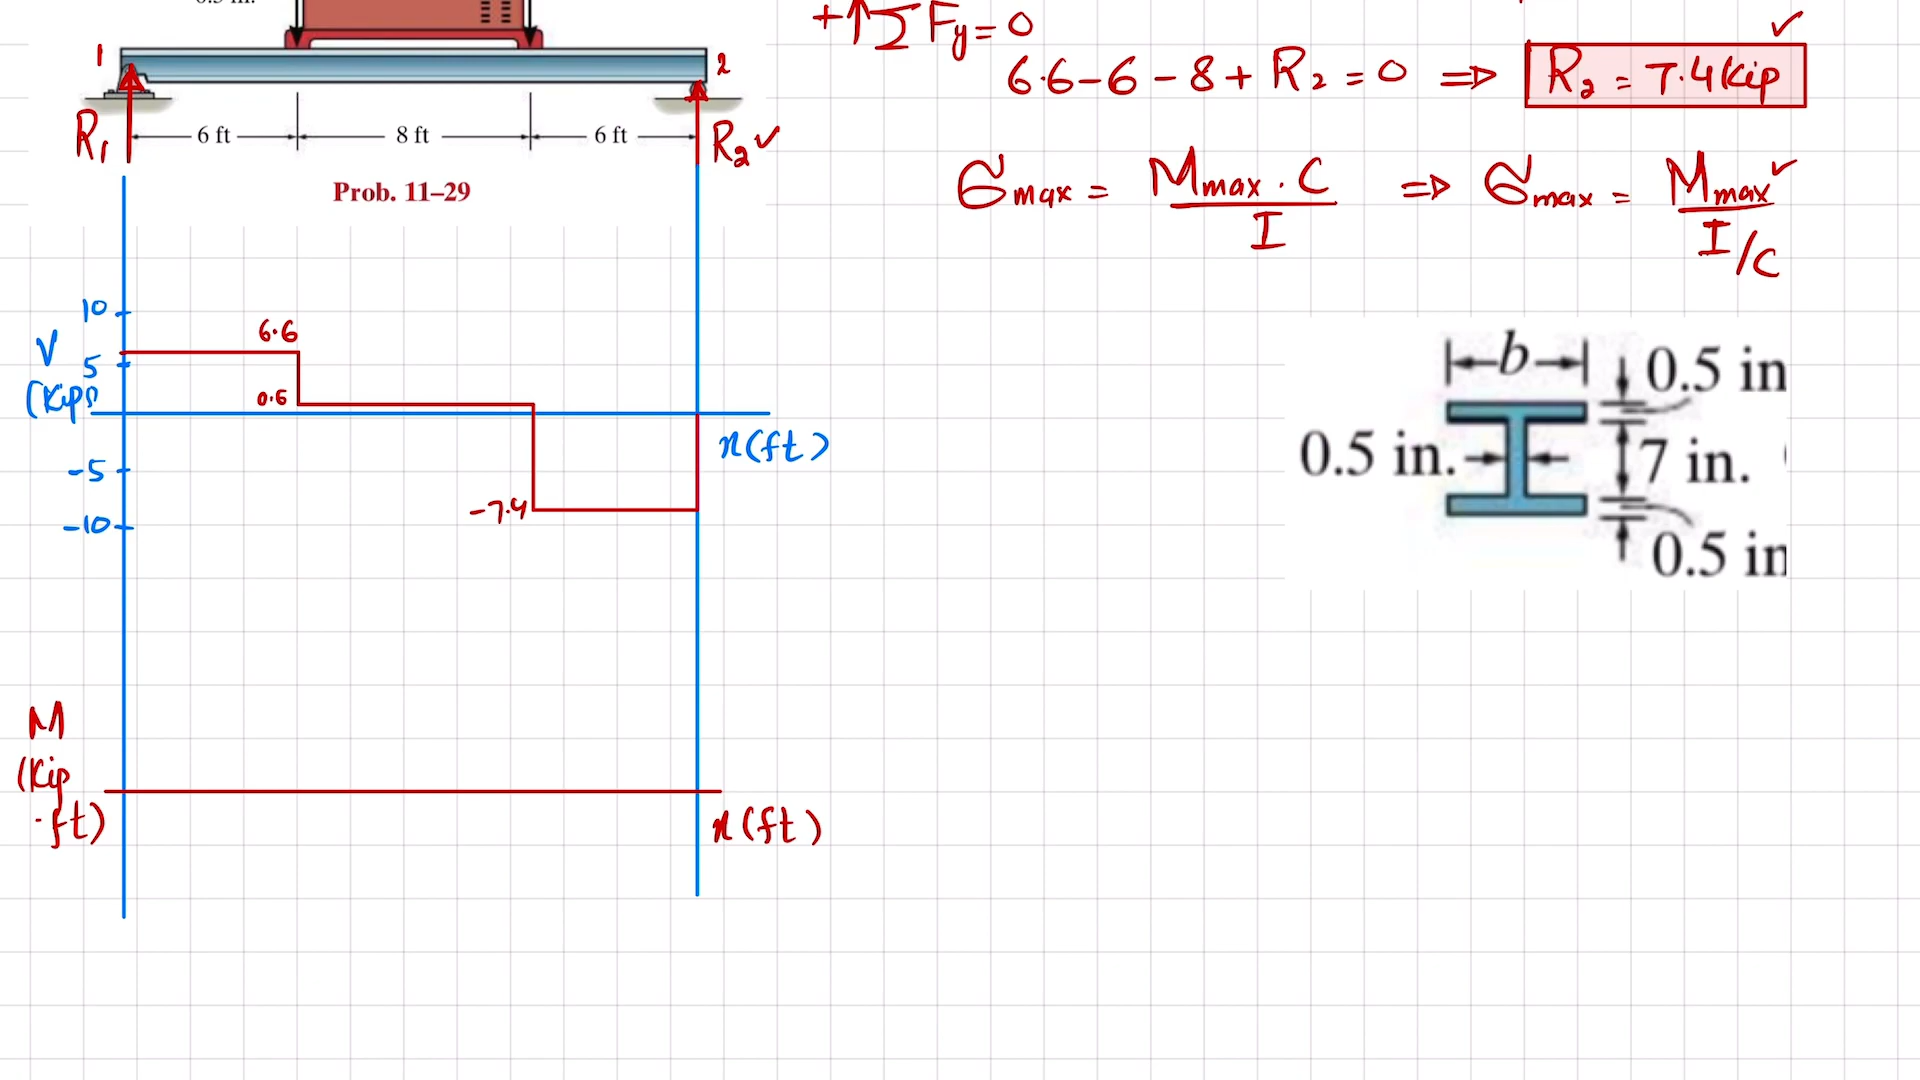 +↑ΣFy = 0
6.6 - 6 - 8 + R2 = 0 ⇒ R2 = 7.4 Kip ✓
1
2
R1
6 ft
8 ft
6 ft
R2 ✓
Prob. 11–29
σmax = Mmax . C / I ⇒ σmax = Mmax ✓ / I/C
10
V
(Kip)
5
-5
-10
6.6
0.6
-7.4
x(ft)
b
0.5 in
0.5 in.
7 in.
0.5 in
M
(Kip
.ft)
x(ft)